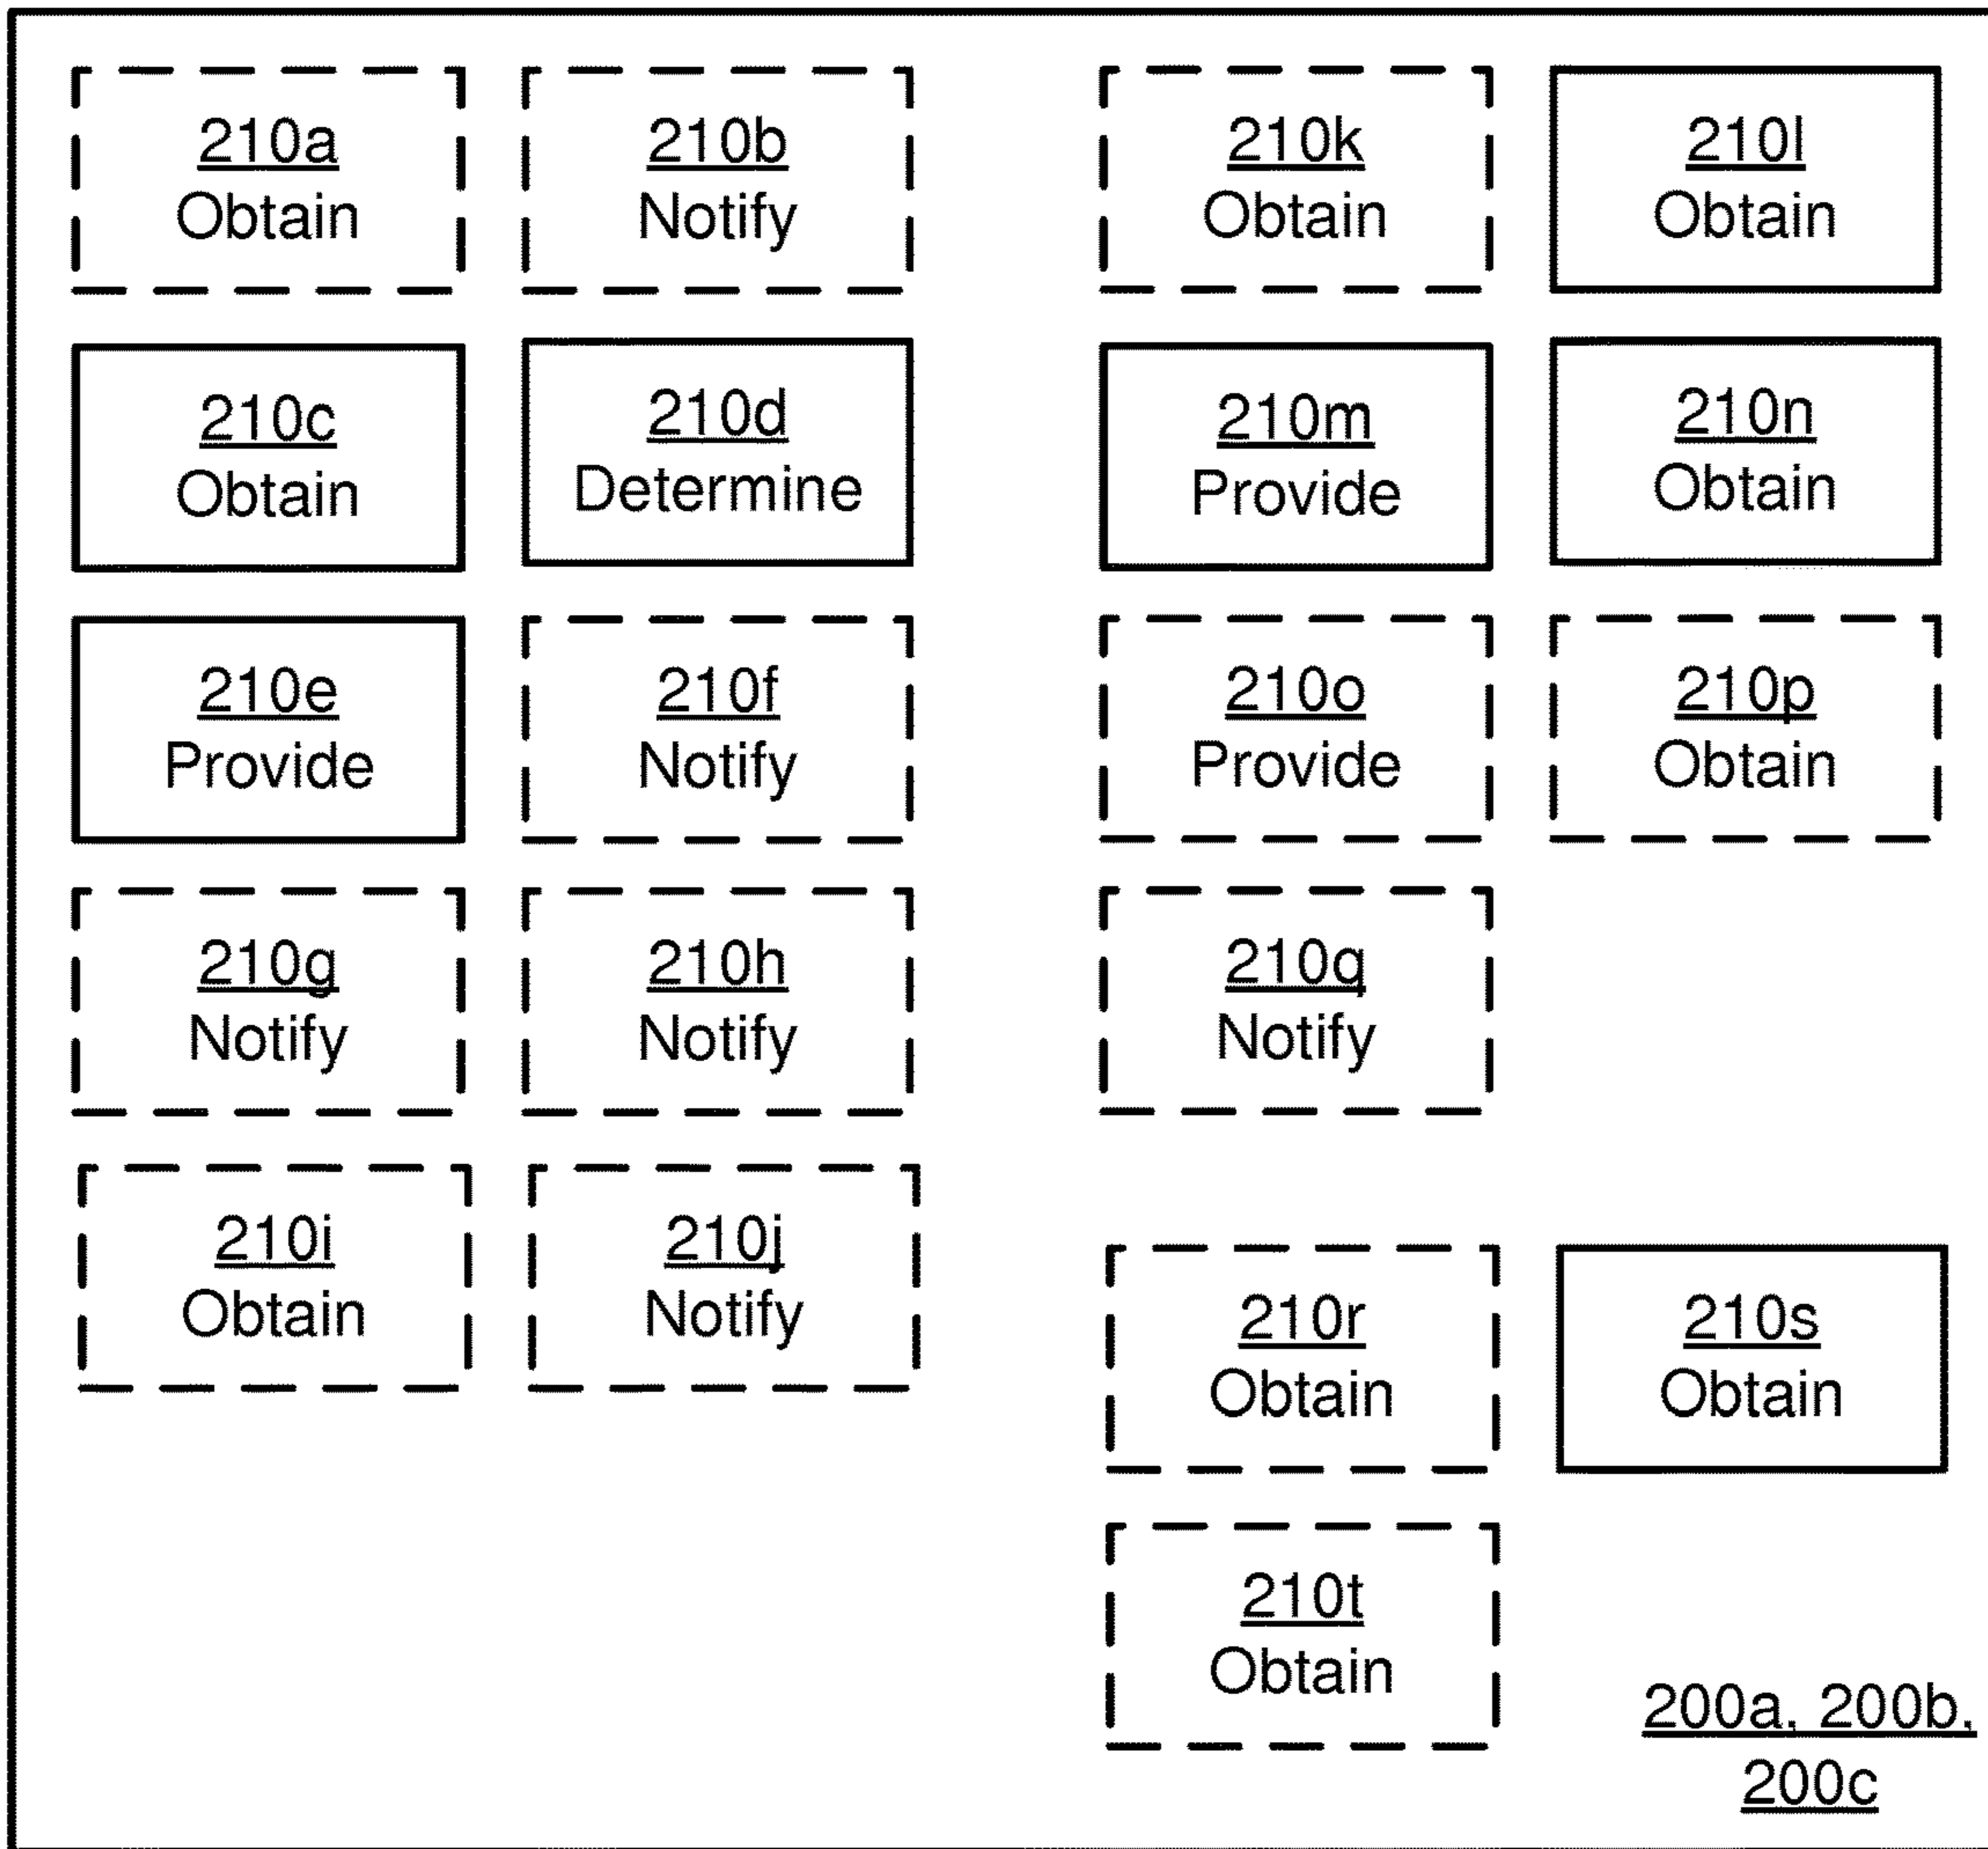 210a
Obtain
210b
Notify
210c
Obtain
210d
Determine
210e
Provide
210f
Notify
210g
Notify
210h
Notify
210i
Obtain
210j
Notify
210k
Obtain
210l
Obtain
210m
Provide
210n
Obtain
210o
Provide
210p
Obtain
210q
Notify
210r
Obtain
210s
Obtain
210t
Obtain
200a, 200b,
200c